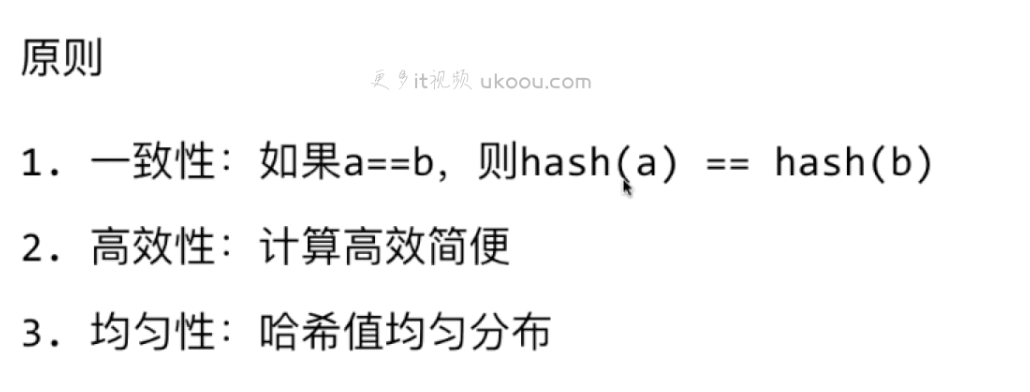 原则
更多it视频 ukoou.com
1. 一致性：如果a==b，则hash(a) == hash(b)
2. 高效性：计算高效简便
3. 均匀性：哈希值均匀分布